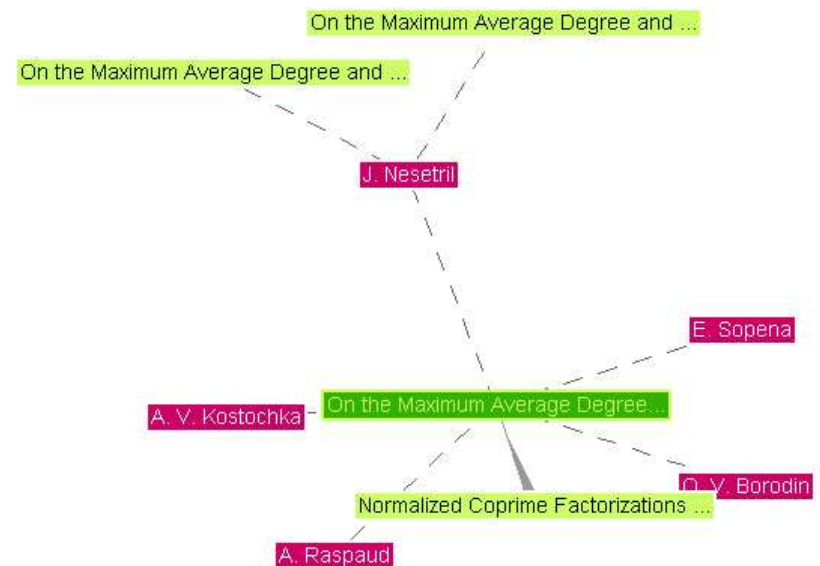 On the Maximum Average Degree and ...
On the Maximum Average Degree and ...
J. Nesetril
E. Sopena
On the Maximum Average Degree...
A. V. Kostochka
O. V. Borodin
Normalized Coprime Factorizations ...
A. Raspaud